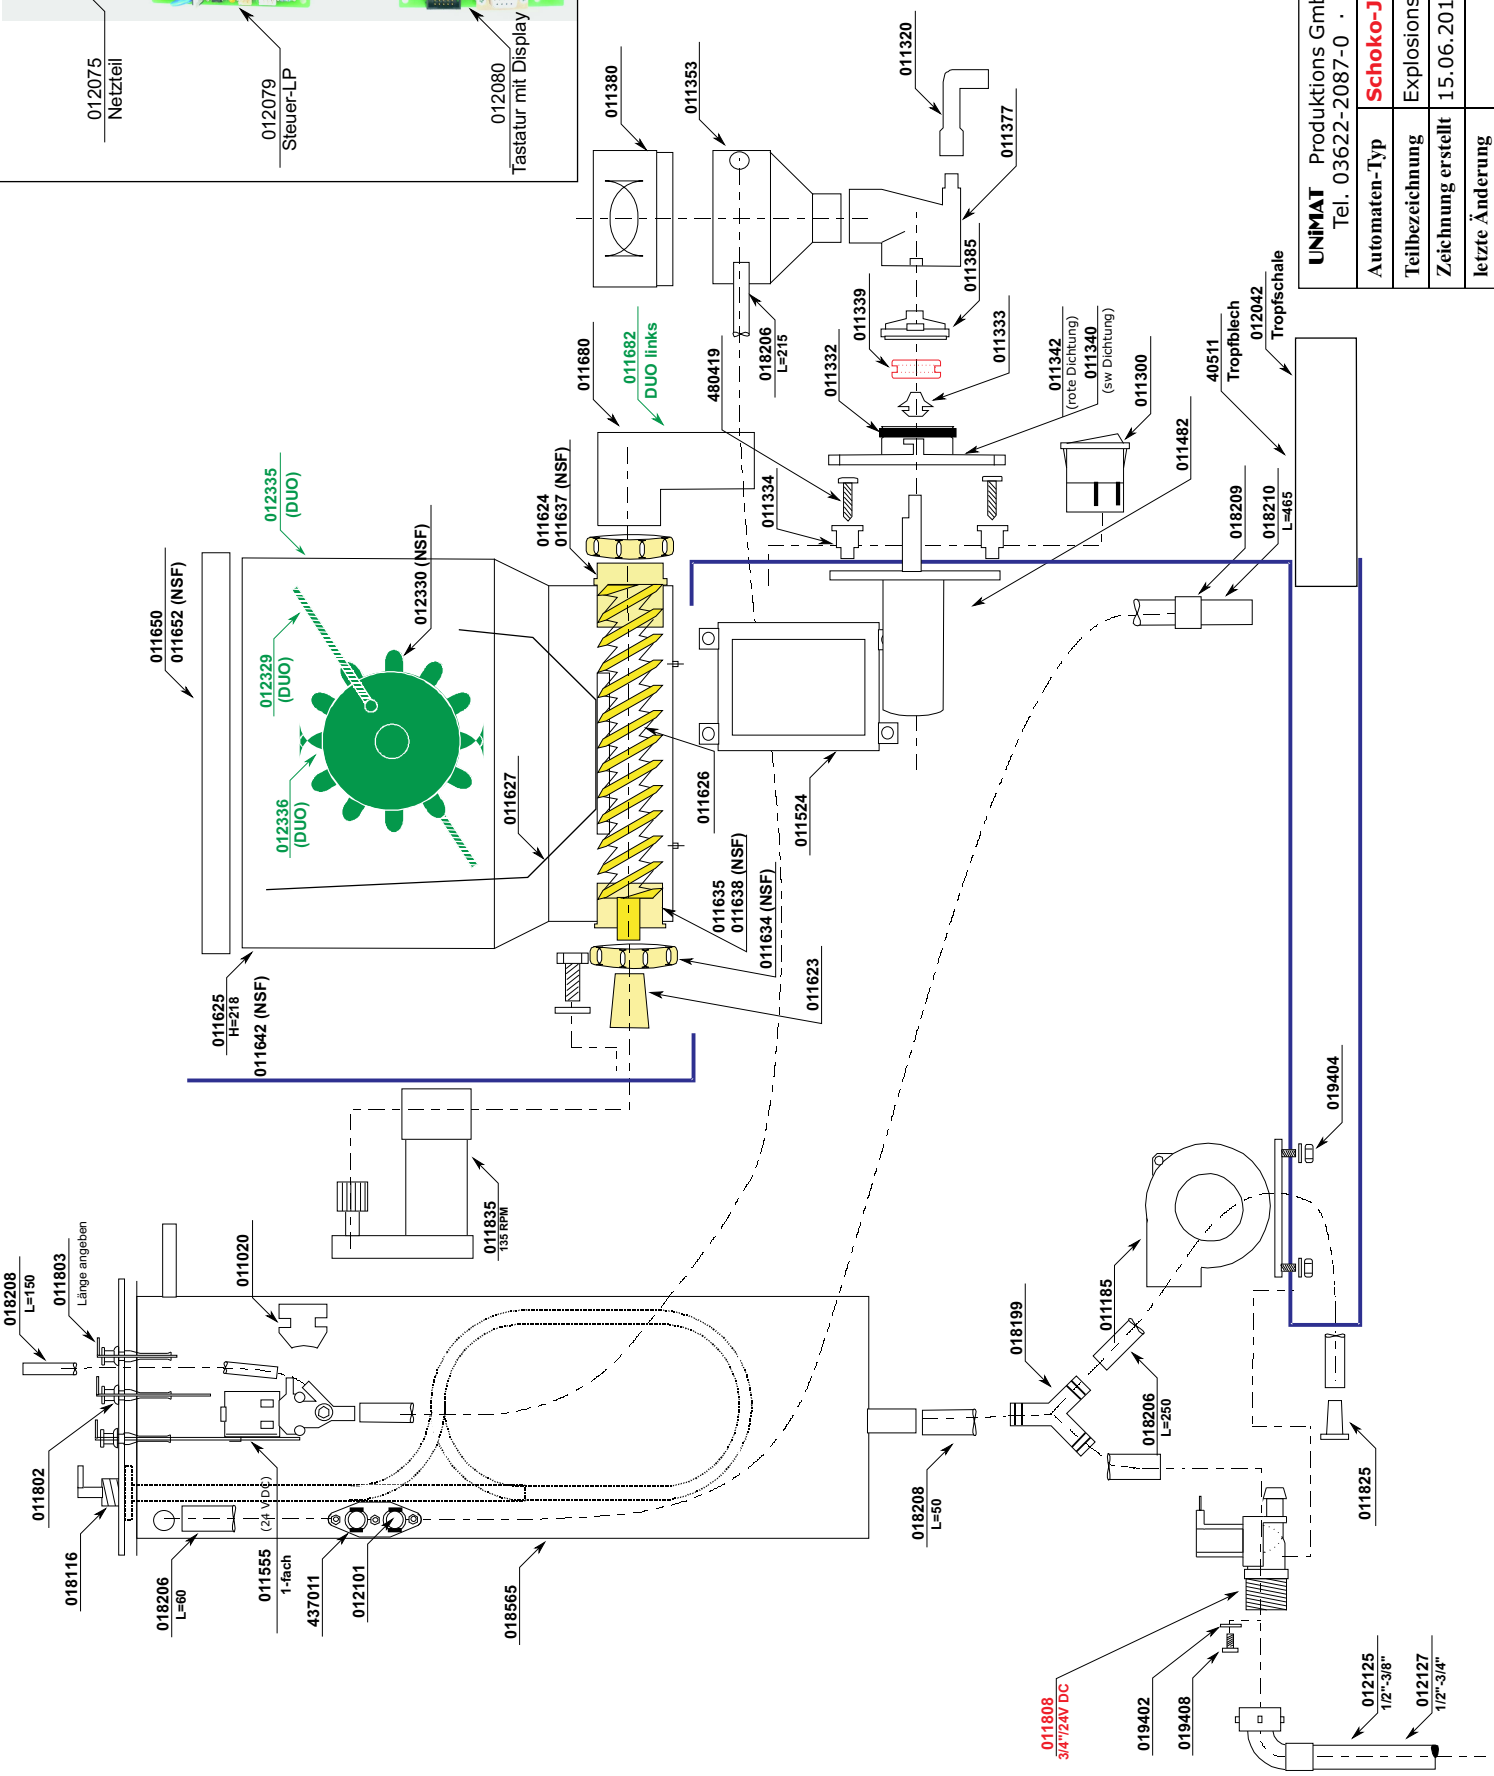 012075
Netzteil
012079
Steuer-LP
012080
Tastatur mit Display
011380
011353
011320
011377
011385
011339
011332
011333
011342
(rote Dichtung)
011340
(sw Dichtung)
011300
011482
011334
480419
018206
L=215
011680
011682
DUO links
011624
011637 (NSF)
012335
(DUO)
012330 (NSF)
012329
(DUO)
012336
(DUO)
011650
011652 (NSF)
011627
011626
011524
011635
011638 (NSF)
011634 (NSF)
011623
011625
H=218
011642 (NSF)
011835
135 RPM
018209
018210
L=465
40511
Tropfblech
012042
Tropfschale
UNiMAT Produktions Gmb
Tel. 03622-2087-0 ·
Automaten-Typ Schoko-J
Teilbezeichnung Explosions
Zeichnung erstellt 15.06.201
letzte Änderung
019404
011185
018199
018206
L=250
011825
018208
L=50
018208
L=150
011803
Länge angeben
011020
011802
018116
018206
L=60
011555
1-fach
(24 V DC)
437011
012101
018565
011808
3/4"/24V DC
019402
019408
012125
1/2"-3/8"
012127
1/2"-3/4"